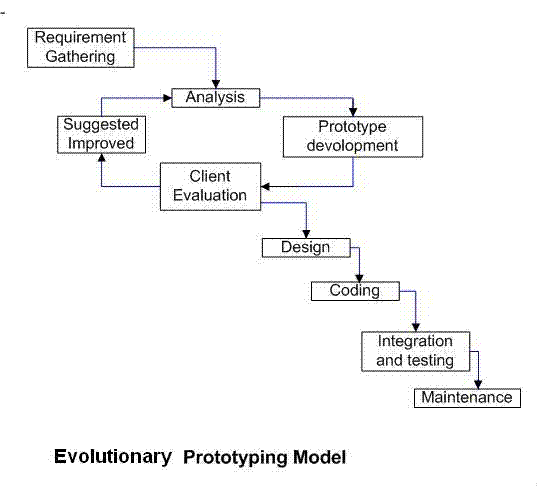 Requirement
Gathering
Analysis
Suggested
Improved
Prototype
devolopment
Client
Evaluation
Design
Coding
Integration
and testing
Maintenance
Evolutionary Prototyping Model